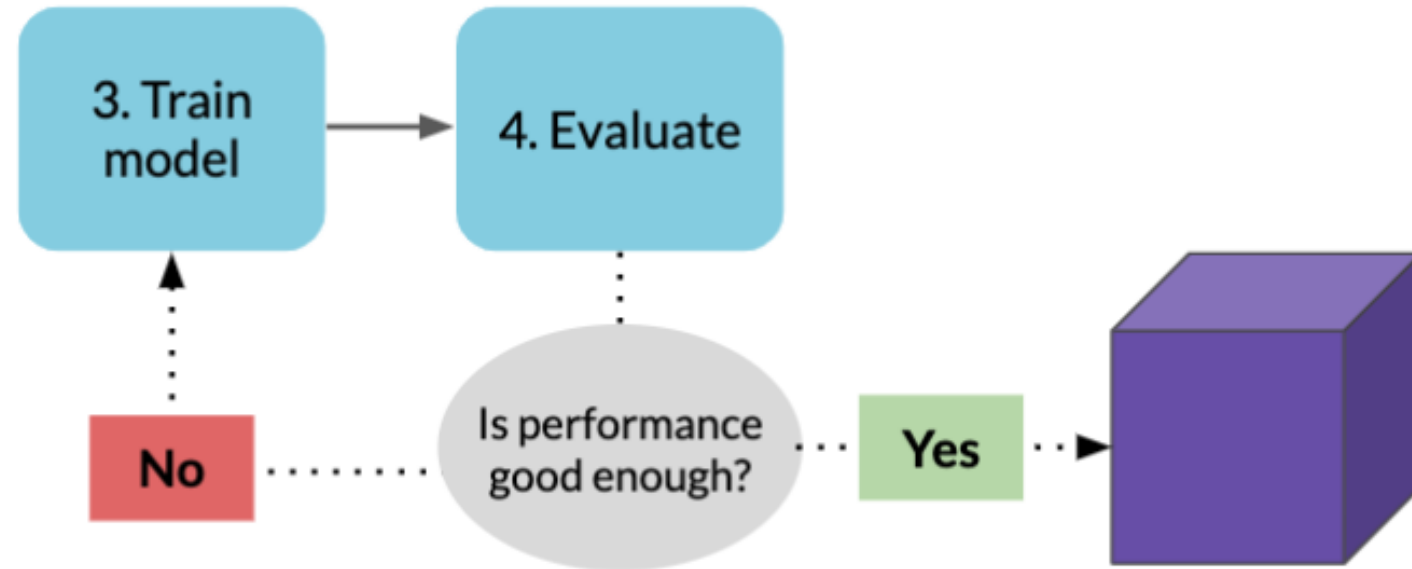 3. Train
model
4. Evaluate
Is performance
good enough?
No
Yes